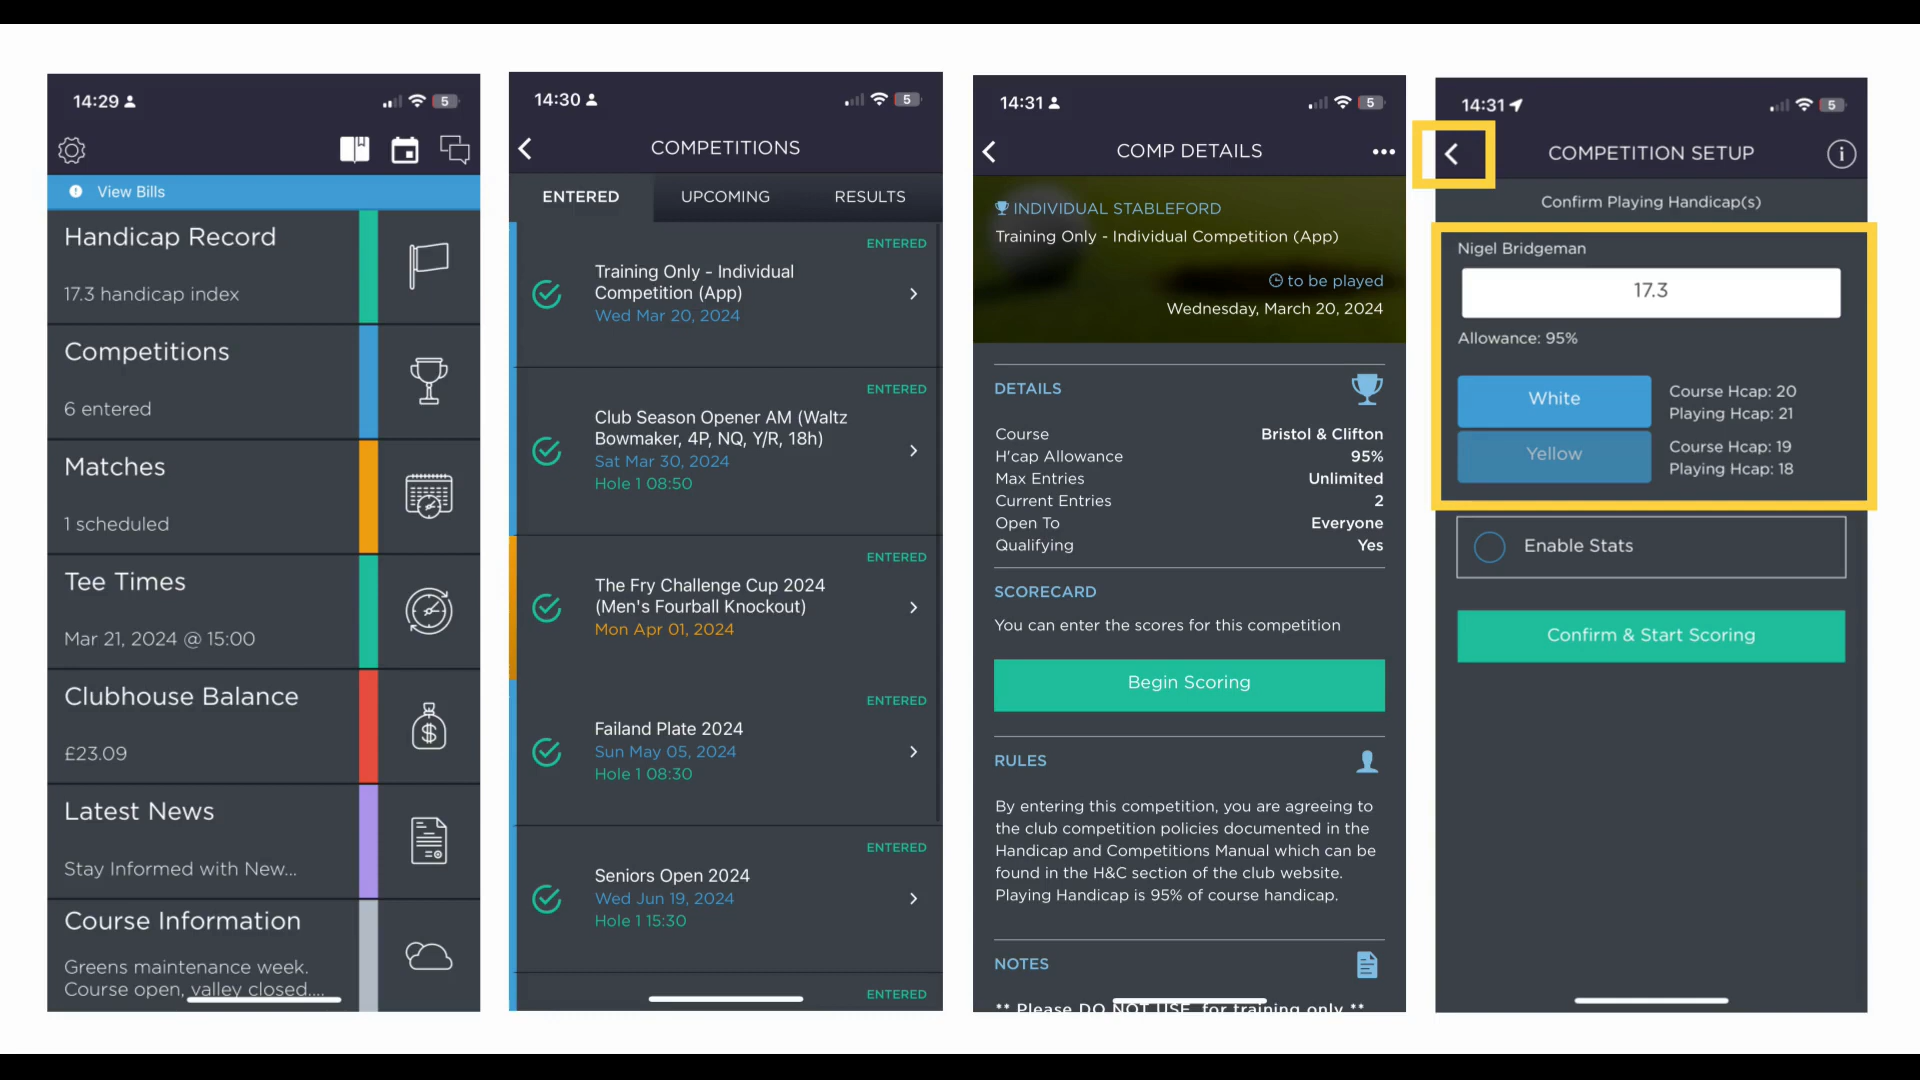 14:29
5
View Bills
Handicap Record
17.3 handicap index
Competitions
6 entered
Matches
1 scheduled
Tee Times
Mar 21, 2024 @ 15:00
Clubhouse Balance
£23.09
Latest News
Stay Informed with New...
Course Information
Greens maintenance week.
Course open, valley closed....
14:30
5
COMPETITIONS
ENTERED UPCOMING RESULTS
ENTERED
Training Only - Individual
Competition (App)
Wed Mar 20, 2024
ENTERED
Club Season Opener AM (Waltz
Bowmaker, 4P, NQ, Y/R, 18h)
Sat Mar 30, 2024
Hole 1 08:50
ENTERED
The Fry Challenge Cup 2024
(Men's Fourball Knockout)
Mon Apr 01, 2024
ENTERED
Failand Plate 2024
Sun May 05, 2024
Hole 1 08:30
ENTERED
Seniors Open 2024
Wed Jun 19, 2024
Hole 1 15:30
ENTERED
14:31
5
COMP DETAILS
INDIVIDUAL STABLEFORD
Training Only - Individual Competition (App)
to be played
Wednesday, March 20, 2024
DETAILS
Course Bristol & Clifton
H'cap Allowance 95%
Max Entries Unlimited
Current Entries 2
Open To Everyone
Qualifying Yes
SCORECARD
You can enter the scores for this competition
Begin Scoring
RULES
By entering this competition, you are agreeing to
the club competition policies documented in the
Handicap and Competitions Manual which can be
found in the H&C section of the club website.
Playing Handicap is 95% of course handicap.
NOTES
** Please DO NOT USE, for training only **
14:31
5
COMPETITION SETUP
Confirm Playing Handicap(s)
Nigel Bridgeman
17.3
Allowance: 95%
White
Course Hcap: 20
Playing Hcap: 21
Yellow
Course Hcap: 19
Playing Hcap: 18
Enable Stats
Confirm & Start Scoring